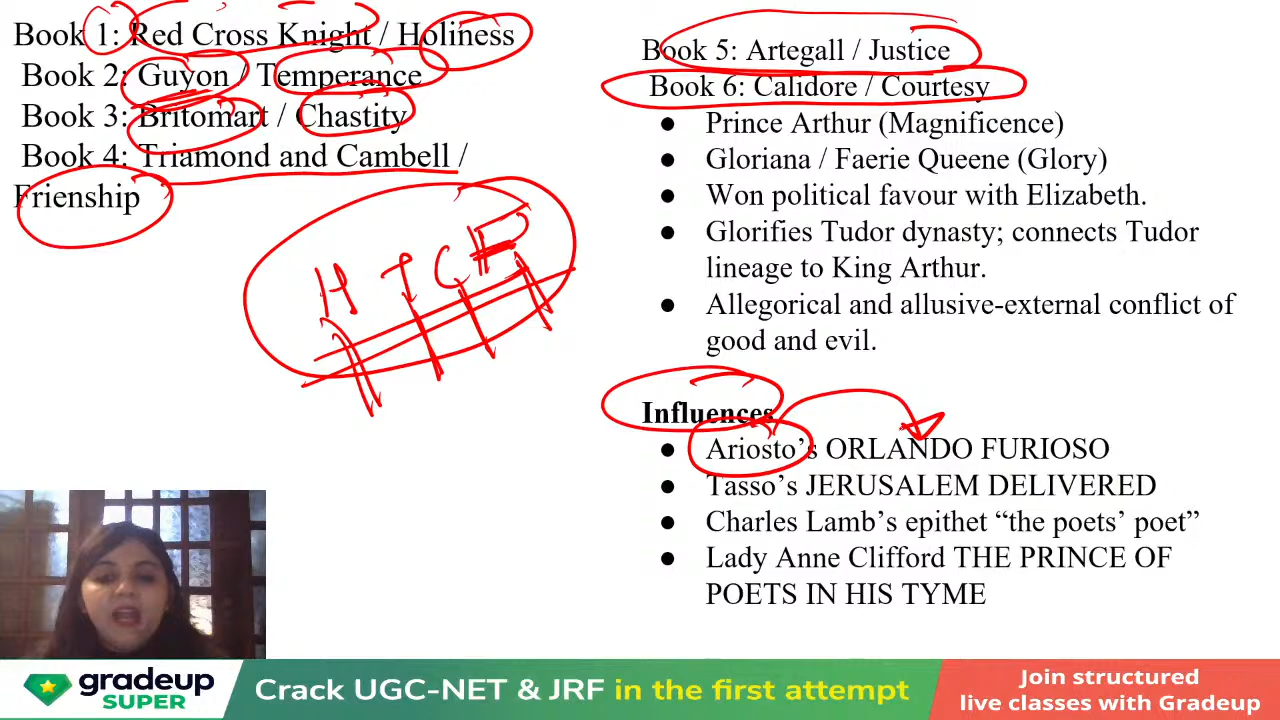 Book 1: Red Cross Knight / Holiness
Book 2: Guyon / Temperance
Book 3: Britomart / Chastity
Book 4: Triamond and Cambell /
Frienship
H T C F
Book 5: Artegall / Justice
Book 6: Calidore / Courtesy
● Prince Arthur (Magnificence)
● Gloriana / Faerie Queene (Glory)
● Won political favour with Elizabeth.
● Glorifies Tudor dynasty; connects Tudor
lineage to King Arthur.
● Allegorical and allusive-external conflict of
good and evil.
Influences
● Ariosto’s ORLANDO FURIOSO
● Tasso’s JERUSALEM DELIVERED
● Charles Lamb’s epithet “the poets’ poet”
● Lady Anne Clifford THE PRINCE OF
POETS IN HIS TYME
gradeup
SUPER
Crack UGC-NET & JRF in the first attempt
Join structured
live classes with Gradeup